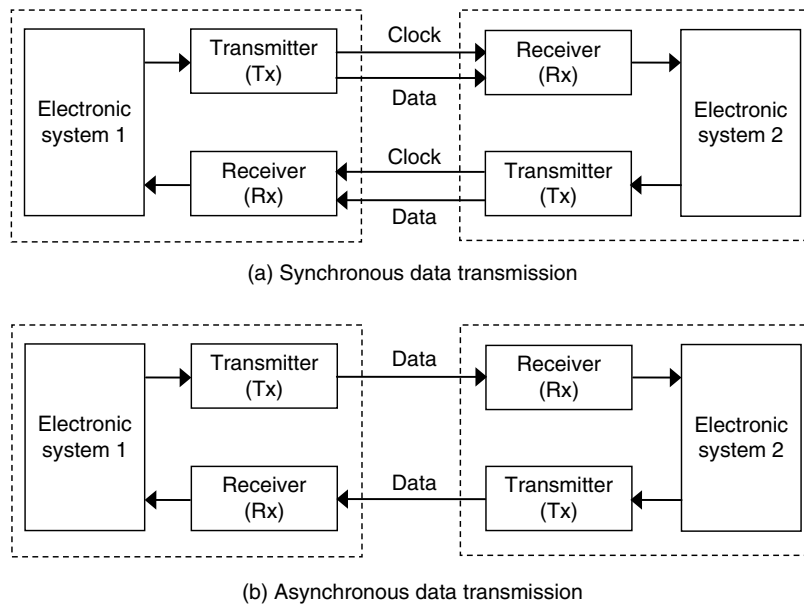 Transmitter
(Tx)
Clock
Receiver
(Rx)
Data
Electronic
system 1
Electronic
system 2
Receiver
(Rx)
Clock
Transmitter
(Tx)
Data
(a) Synchronous data transmission
Transmitter
(Tx)
Data
Receiver
(Rx)
Electronic
system 1
Electronic
system 2
Receiver
(Rx)
Data
Transmitter
(Tx)
(b) Asynchronous data transmission